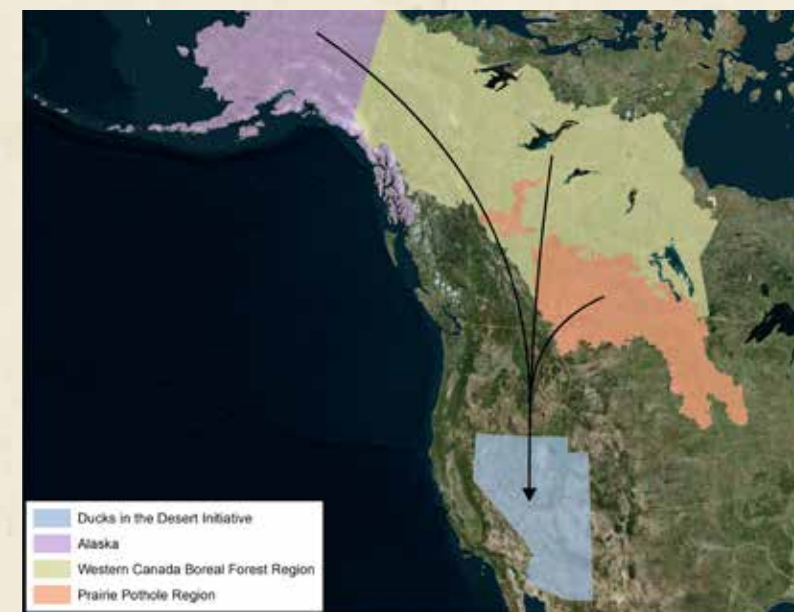 Ducks in the Desert Initiative
Alaska
Western Canada Boreal Forest Region
Prairie Pothole Region